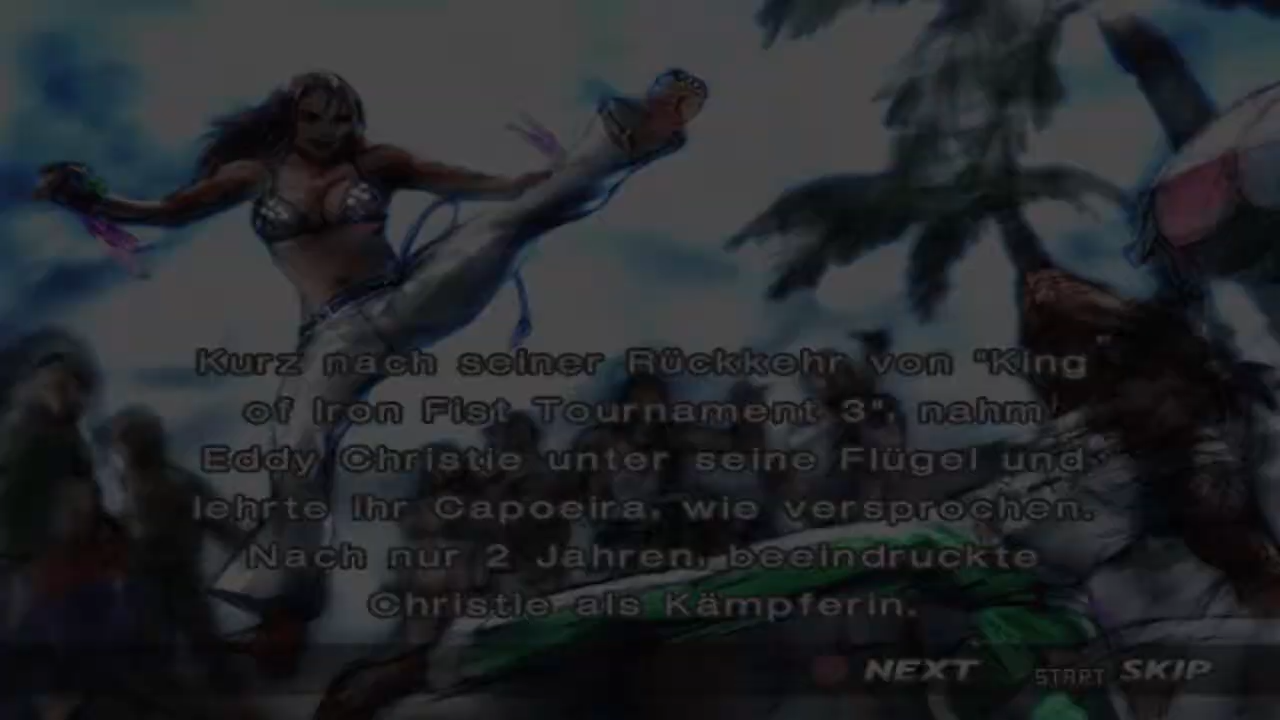 Kurz nach seiner Rückkehr von "King
of Iron Fist Tournament 3", nahm
Eddy Christie unter seine Flügel und
lehrte Ihr Capoeira, wie versprochen.
Nach nur 2 Jahren, beeindruckte
Christie als Kämpferin.
NEXT START SKIP